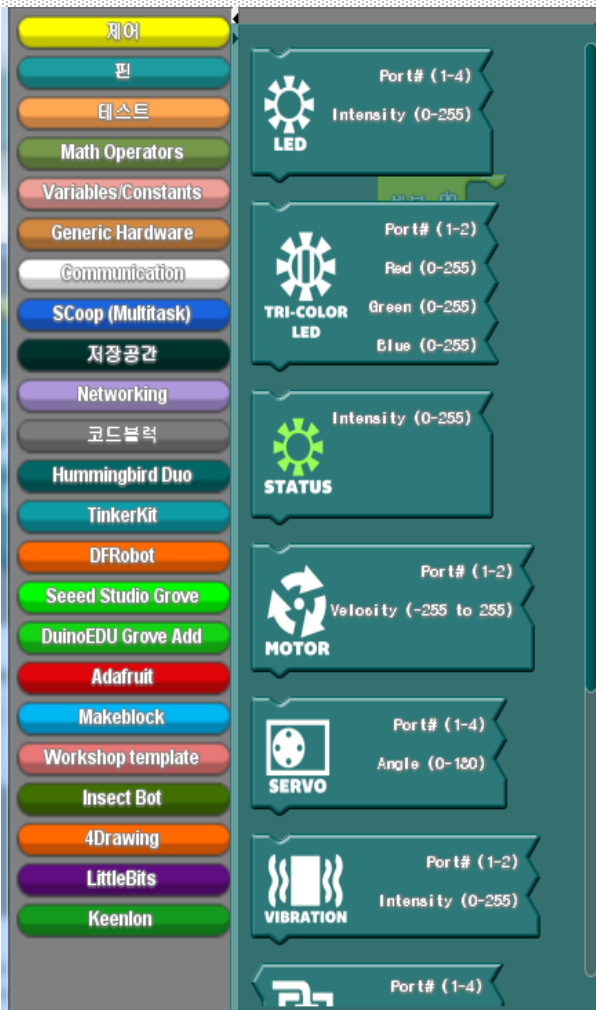 제어
핀
테스트
Math Operators
Variables/Constants
Generic Hardware
Communication
SCoop (Multitask)
저장공간
Networking
코드블럭
Hummingbird Duo
TinkerKit
DFRobot
Seeed Studio Grove
DuinoEDU Grove Add
Adafruit
Makeblock
Workshop template
Insect Bot
4Drawing
LittleBits
Keenlon
Port# (1-4)
Intensity (0-255)
LED
Port# (1-2)
Red (0-255)
Green (0-255)
Blue (0-255)
TRI-COLOR
LED
Intensity (0-255)
STATUS
Port# (1-2)
Velocity (-255 to 255)
MOTOR
Port# (1-4)
Angle (0-180)
SERVO
Port# (1-2)
Intensity (0-255)
VIBRATION
Port# (1-4)